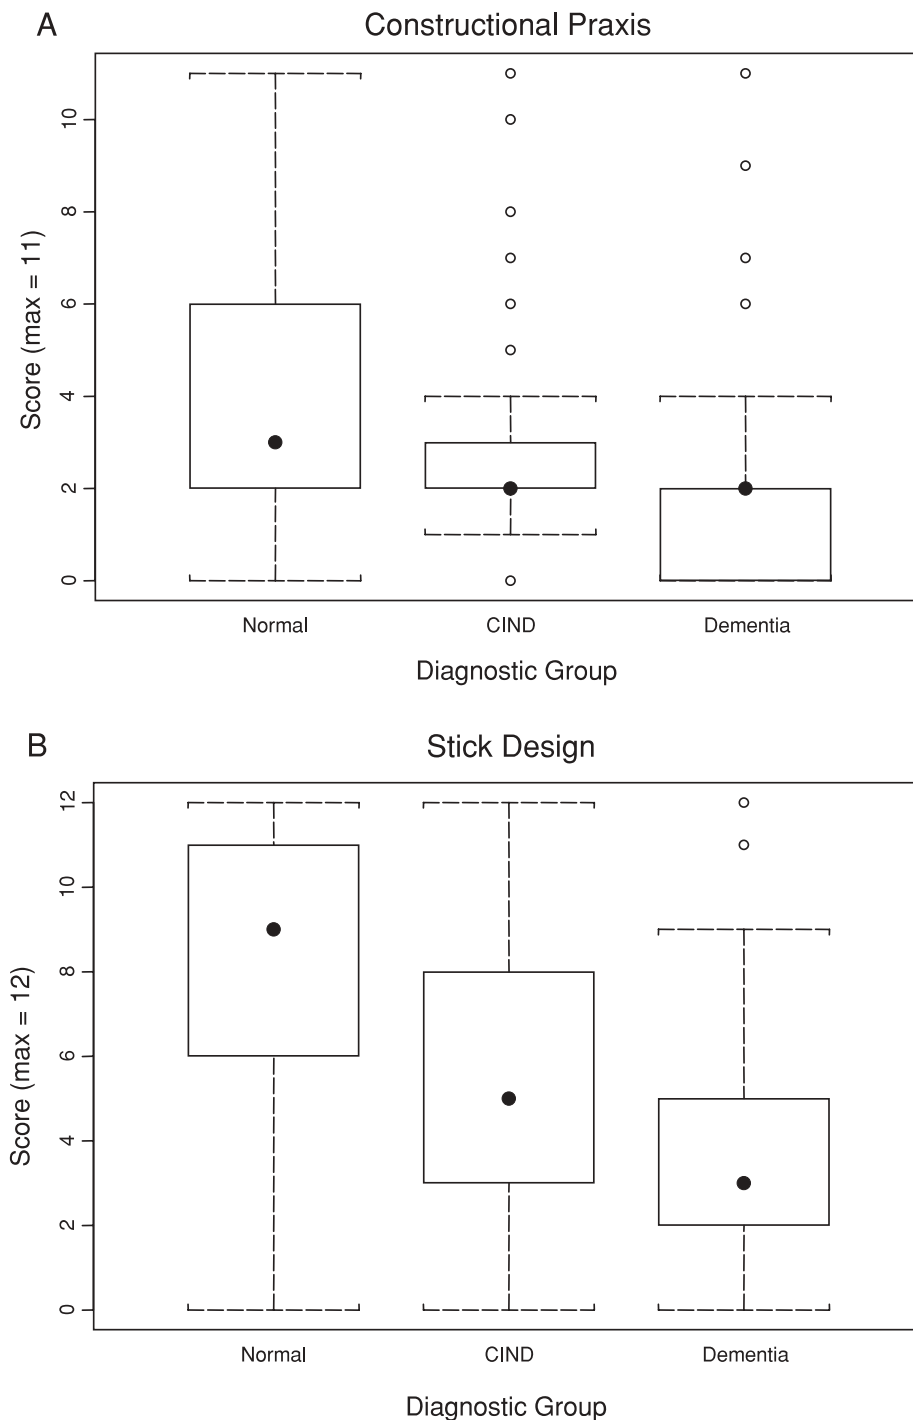 A
Constructional Praxis
Score (max = 11)
10
8
6
4
2
0
Normal CIND Dementia
Diagnostic Group
B
Stick Design
Score (max = 12)
12
10
8
6
4
2
0
Normal CIND Dementia
Diagnostic Group